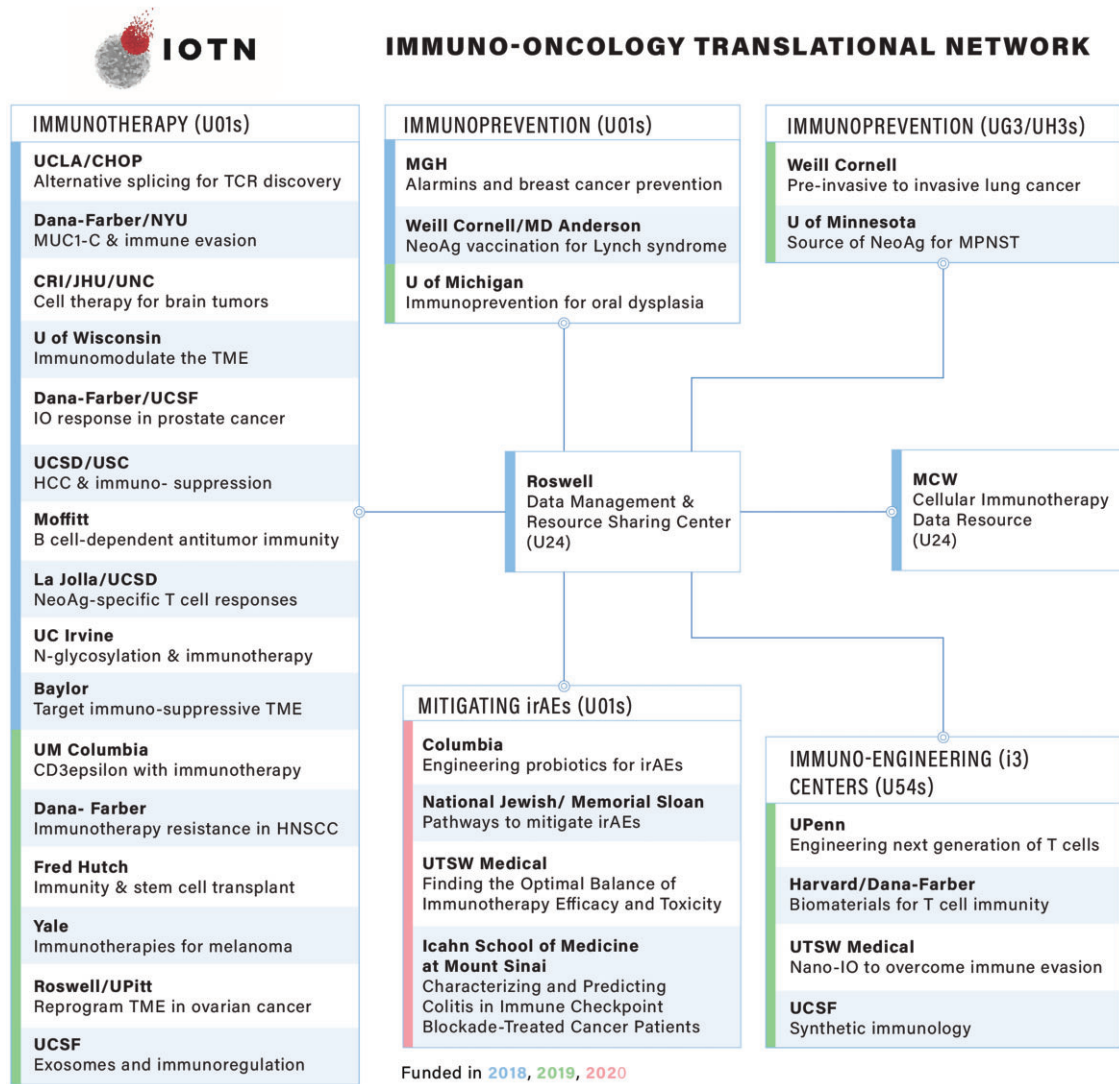 IOTN
IMMUNO-ONCOLOGY TRANSLATIONAL NETWORK
IMMUNOTHERAPY (U01s)
UCLA/CHOP
Alternative splicing for TCR discovery
Dana-Farber/NYU
MUC1-C & immune evasion
CRI/JHU/UNC
Cell therapy for brain tumors
U of Wisconsin
Immunomodulate the TME
Dana-Farber/UCSF
IO response in prostate cancer
UCSD/USC
HCC & immuno- suppression
Moffitt
B cell-dependent antitumor immunity
La Jolla/UCSD
NeoAg-specific T cell responses
UC Irvine
N-glycosylation & immunotherapy
Baylor
Target immuno-suppressive TME
UM Columbia
CD3epsilon with immunotherapy
Dana- Farber
Immunotherapy resistance in HNSCC
Fred Hutch
Immunity & stem cell transplant
Yale
Immunotherapies for melanoma
Roswell/UPitt
Reprogram TME in ovarian cancer
UCSF
Exosomes and immunoregulation
IMMUNOPREVENTION (U01s)
MGH
Alarmins and breast cancer prevention
Weill Cornell/MD Anderson
NeoAg vaccination for Lynch syndrome
U of Michigan
Immunoprevention for oral dysplasia
IMMUNOPREVENTION (UG3/UH3s)
Weill Cornell
Pre-invasive to invasive lung cancer
U of Minnesota
Source of NeoAg for MPNST
Roswell
Data Management &
Resource Sharing Center
(U24)
MCW
Cellular Immunotherapy
Data Resource
(U24)
MITIGATING irAEs (U01s)
Columbia
Engineering probiotics for irAEs
National Jewish/ Memorial Sloan
Pathways to mitigate irAEs
UTSW Medical
Finding the Optimal Balance of
Immunotherapy Efficacy and Toxicity
Icahn School of Medicine
at Mount Sinai
Characterizing and Predicting
Colitis in Immune Checkpoint
Blockade-Treated Cancer Patients
IMMUNO-ENGINEERING (i3)
CENTERS (U54s)
UPenn
Engineering next generation of T cells
Harvard/Dana-Farber
Biomaterials for T cell immunity
UTSW Medical
Nano-IO to overcome immune evasion
UCSF
Synthetic immunology
Funded in 2018, 2019, 2020